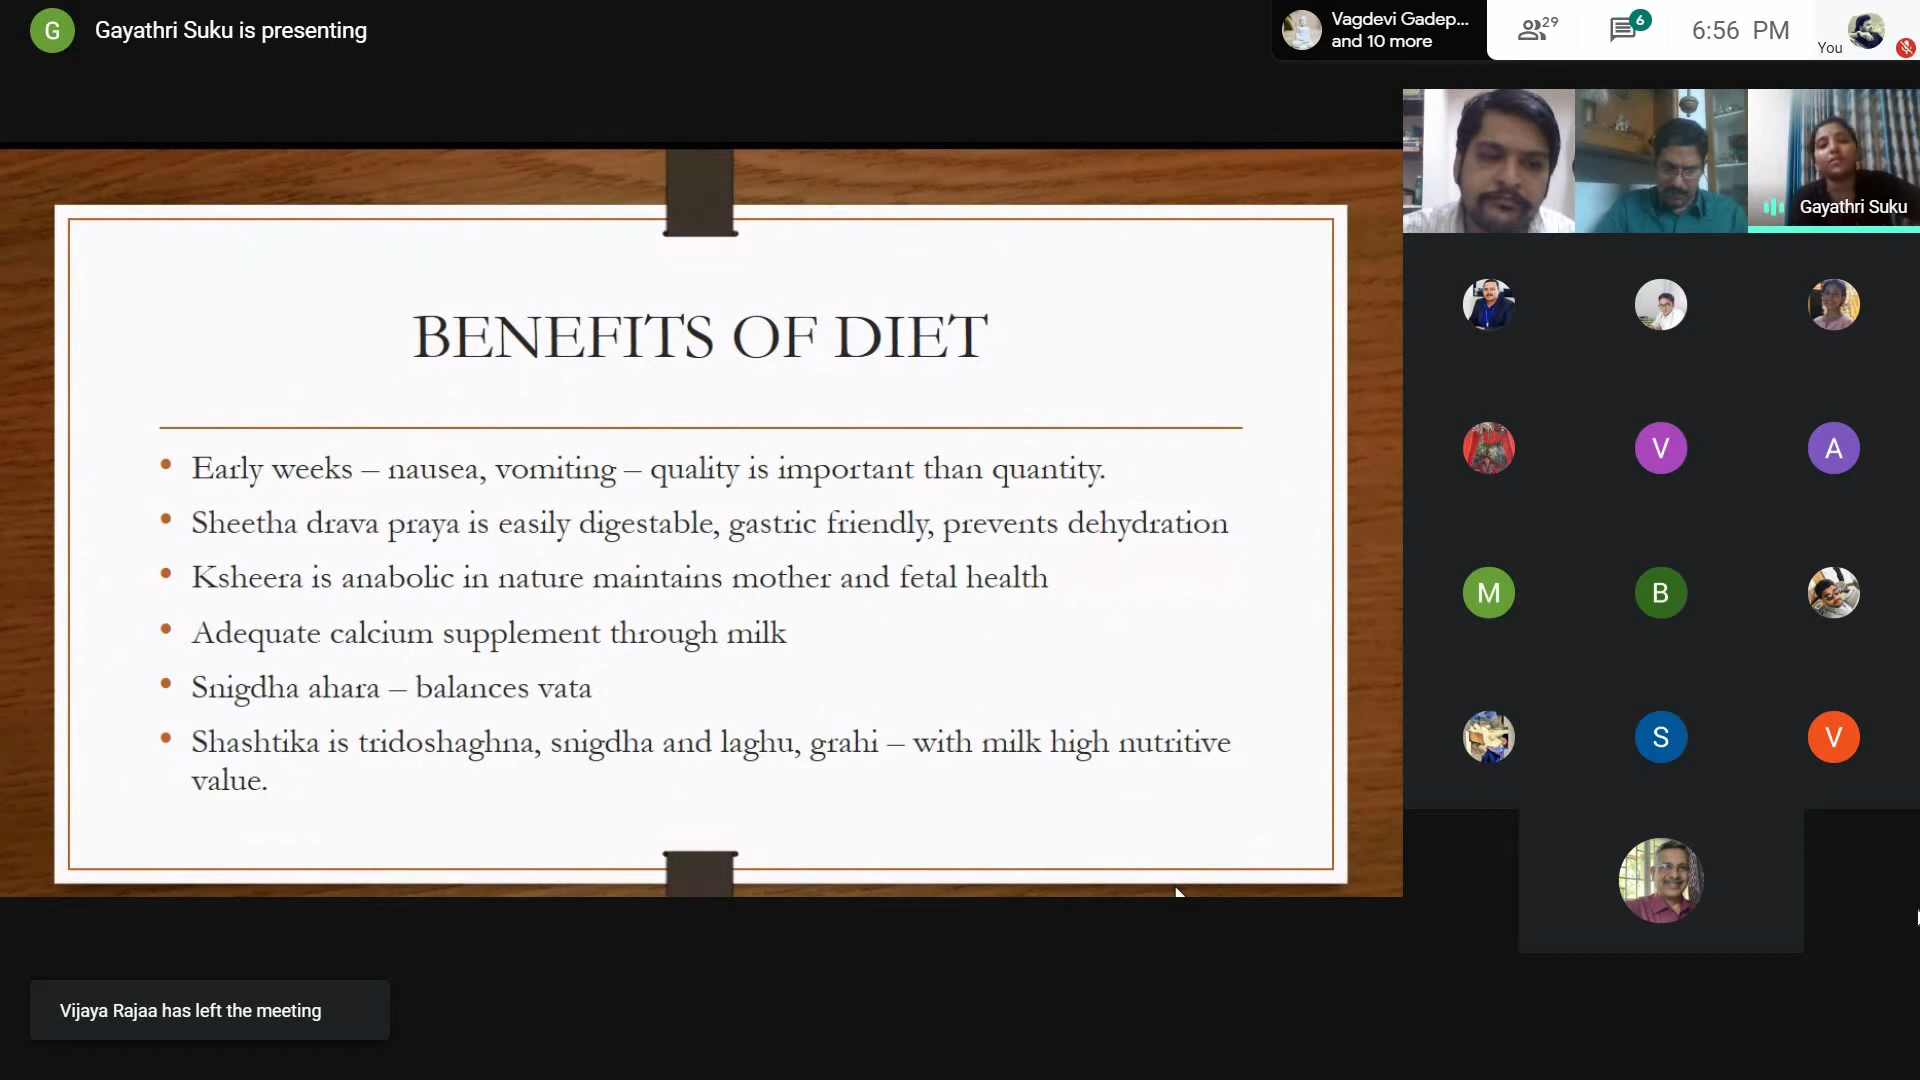 G
Gayathri Suku is presenting
Vagdevi Gadep...
and 10 more
29
6
6:56 PM
You
Gayathri Suku
BENEFITS OF DIET
• Early weeks – nausea, vomiting – quality is important than quantity.
• Sheetha drava praya is easily digestable, gastric friendly, prevents dehydration
• Ksheera is anabolic in nature maintains mother and fetal health
• Adequate calcium supplement through milk
• Snigdha ahara – balances vata
• Shashtika is tridoshaghna, snigdha and laghu, grahi – with milk high nutritive
value.
V
A
M
B
S
V
Vijaya Rajaa has left the meeting